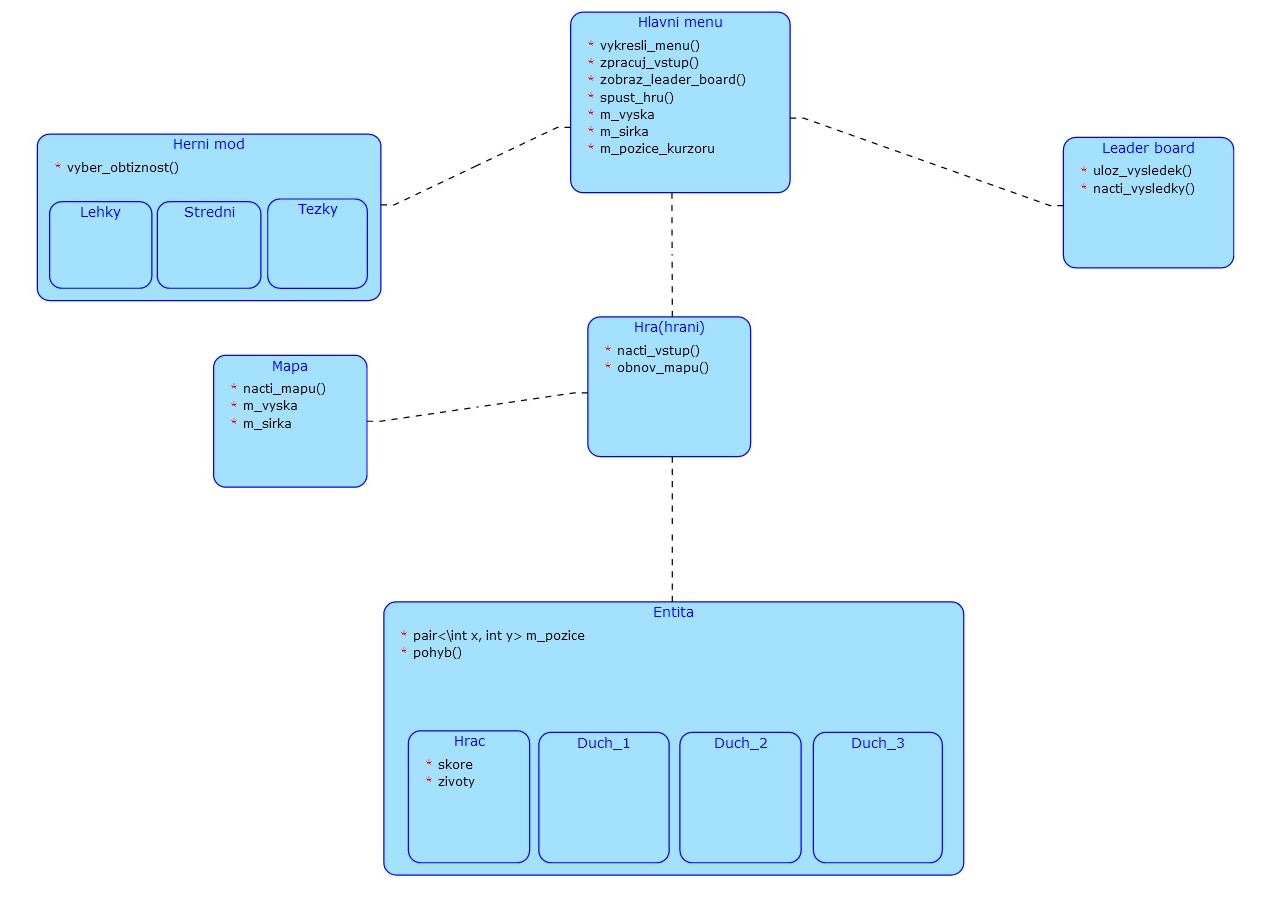 Hlavni menu
* vykresli_menu()
* zpracuj_vstup()
* zobraz_leader_board()
* spust_hru()
* m_vyska
* m_sirka
* m_pozice_kurzoru
Herni mod
* vyber_obtiznost()
Lehky
Stredni
Tezky
Leader board
* uloz_vysledek()
* nacti_vysledky()
Hra(hrani)
* nacti_vstup()
* obnov_mapu()
Mapa
* nacti_mapu()
* m_vyska
* m_sirka
Entita
* pair<\int x, int y> m_pozice
* pohyb()
Hrac
* skore
* zivoty
Duch_1
Duch_2
Duch_3